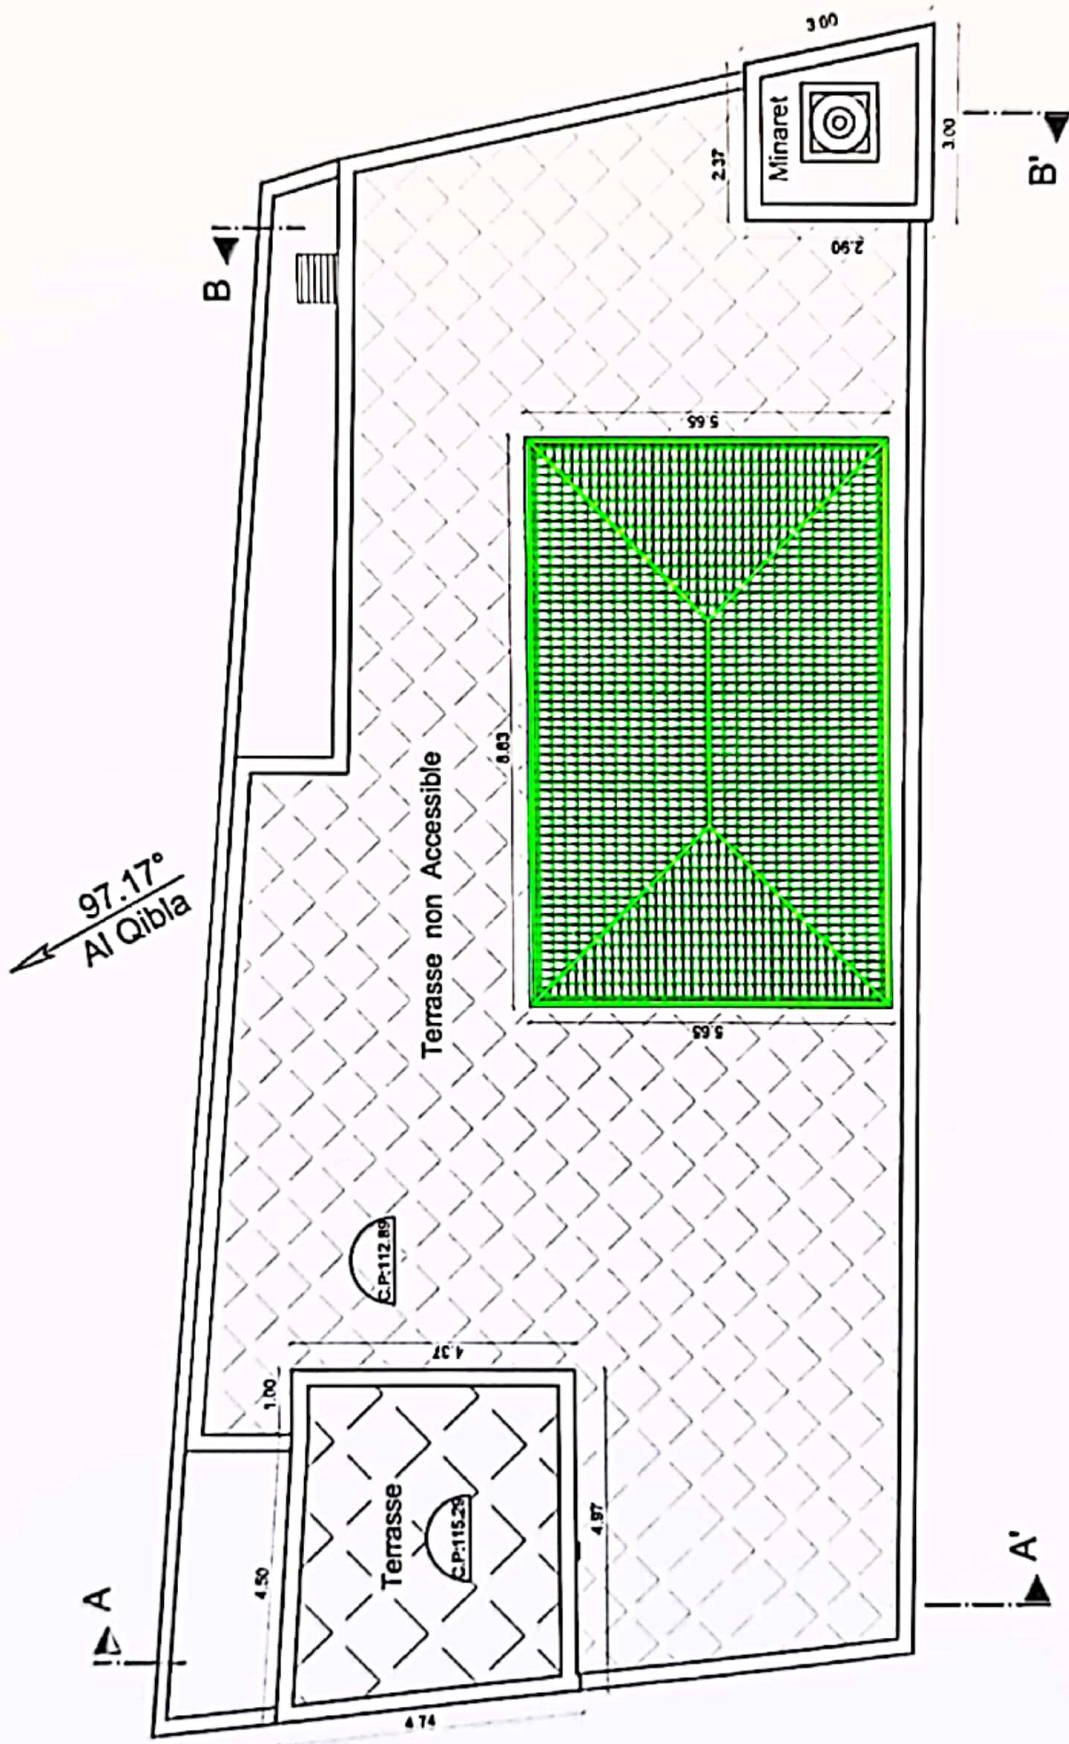 3.00
Minaret
2.37
3.00
B'
2.90
B
5.65
8.63
Terrasse non Accessible
97.17°
Al Qibla
5.65
C.P:112.89
4.37
1.00
Terrasse
C.P:115.29
4.97
4.50
A
A'
4.74